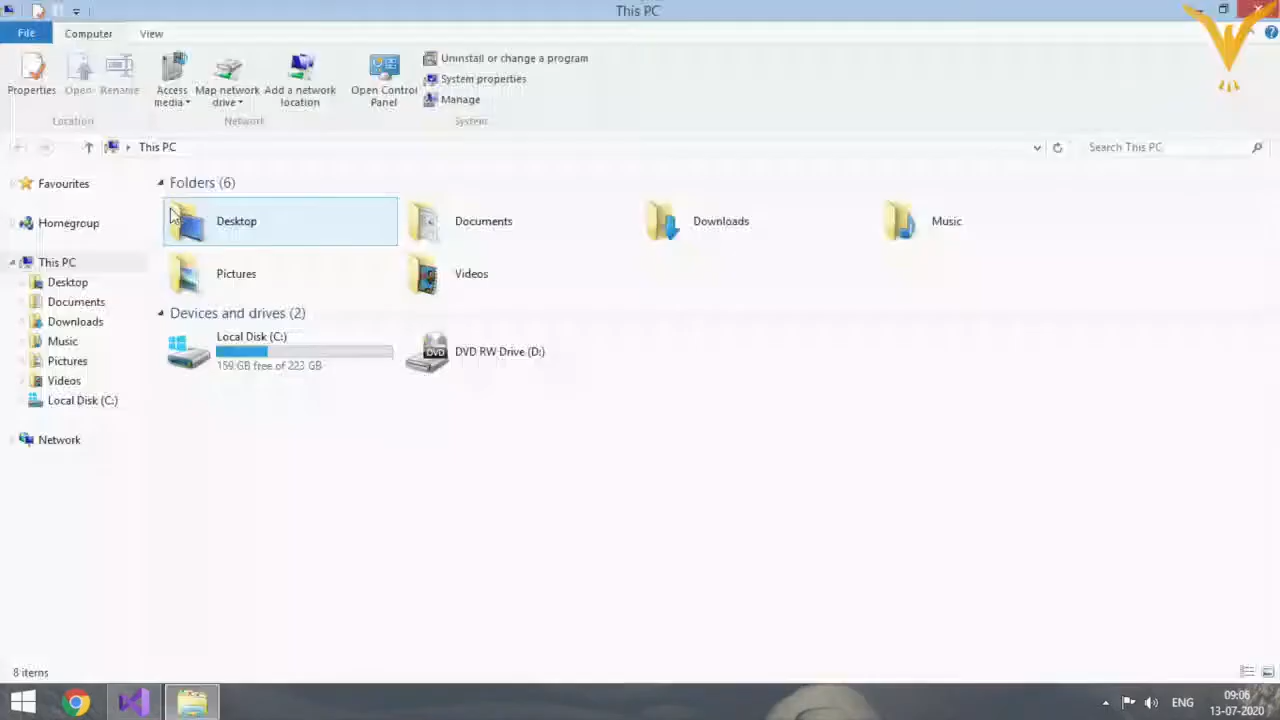 This PC
File Computer View
Properties Open Rename Access media Map network drive Add a network location Open Control Panel Uninstall or change a program
System properties
Manage
Location Network System
This PC Search This PC
Favourites
Homegroup
This PC
Desktop
Documents
Downloads
Music
Pictures
Videos
Local Disk (C:)
Network
Folders (6)
Desktop Documents Downloads Music
Pictures Videos
Devices and drives (2)
Local Disk (C:)
159 GB free of 223 GB
DVD RW Drive (D:)
DVD
8 items
ENG
09:06
13-07-2020